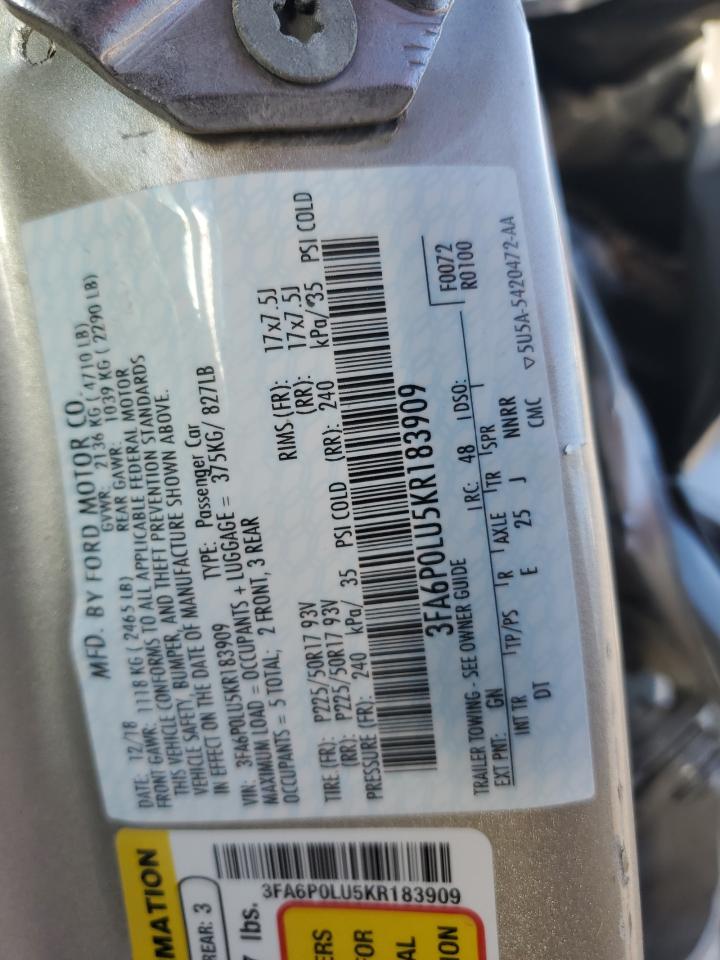 MFD. BY FORD MOTOR CO.
DATE: 12/18 GVWR: 2136 KG ( 4710 LB)
FRONT GAWR: 1118 KG ( 2465 LB) REAR GAWR: 1039 KG ( 2290 LB)
THIS VEHICLE CONFORMS TO ALL APPLICABLE FEDERAL MOTOR
VEHICLE SAFETY, BUMPER, AND THEFT PREVENTION STANDARDS
IN EFFECT ON THE DATE OF MANUFACTURE SHOWN ABOVE.
VIN: 3FA6P0LU5KR183909 TYPE: Passenger Car
MAXIMUM LOAD = OCCUPANTS + LUGGAGE = 375KG/ 827LB
OCCUPANTS = 5 TOTAL; 2 FRONT, 3 REAR
TIRE (FR): P225/50R17 93V RIMS (FR): 17x7.5J
(RR): P225/50R17 93V (RR): 17x7.5J
PRESSURE (FR): 240 kPa/ 35 PSI COLD (RR): 240 kPa/ 35 PSI COLD
3FA6P0LU5KR183909
TRAILER TOWING - SEE OWNER GUIDE RC: 48 DSO: F0072
EXT PNT: GN R0100
INT TR TP/PS R AXLE TR SPR
DT E 25 J NNRR
CMC ▽5U5A-5420472-AA
MATION
REAR: 3
3FA6P0LU5KR183909
7 lbs.
ERS
FOR
AL
ION